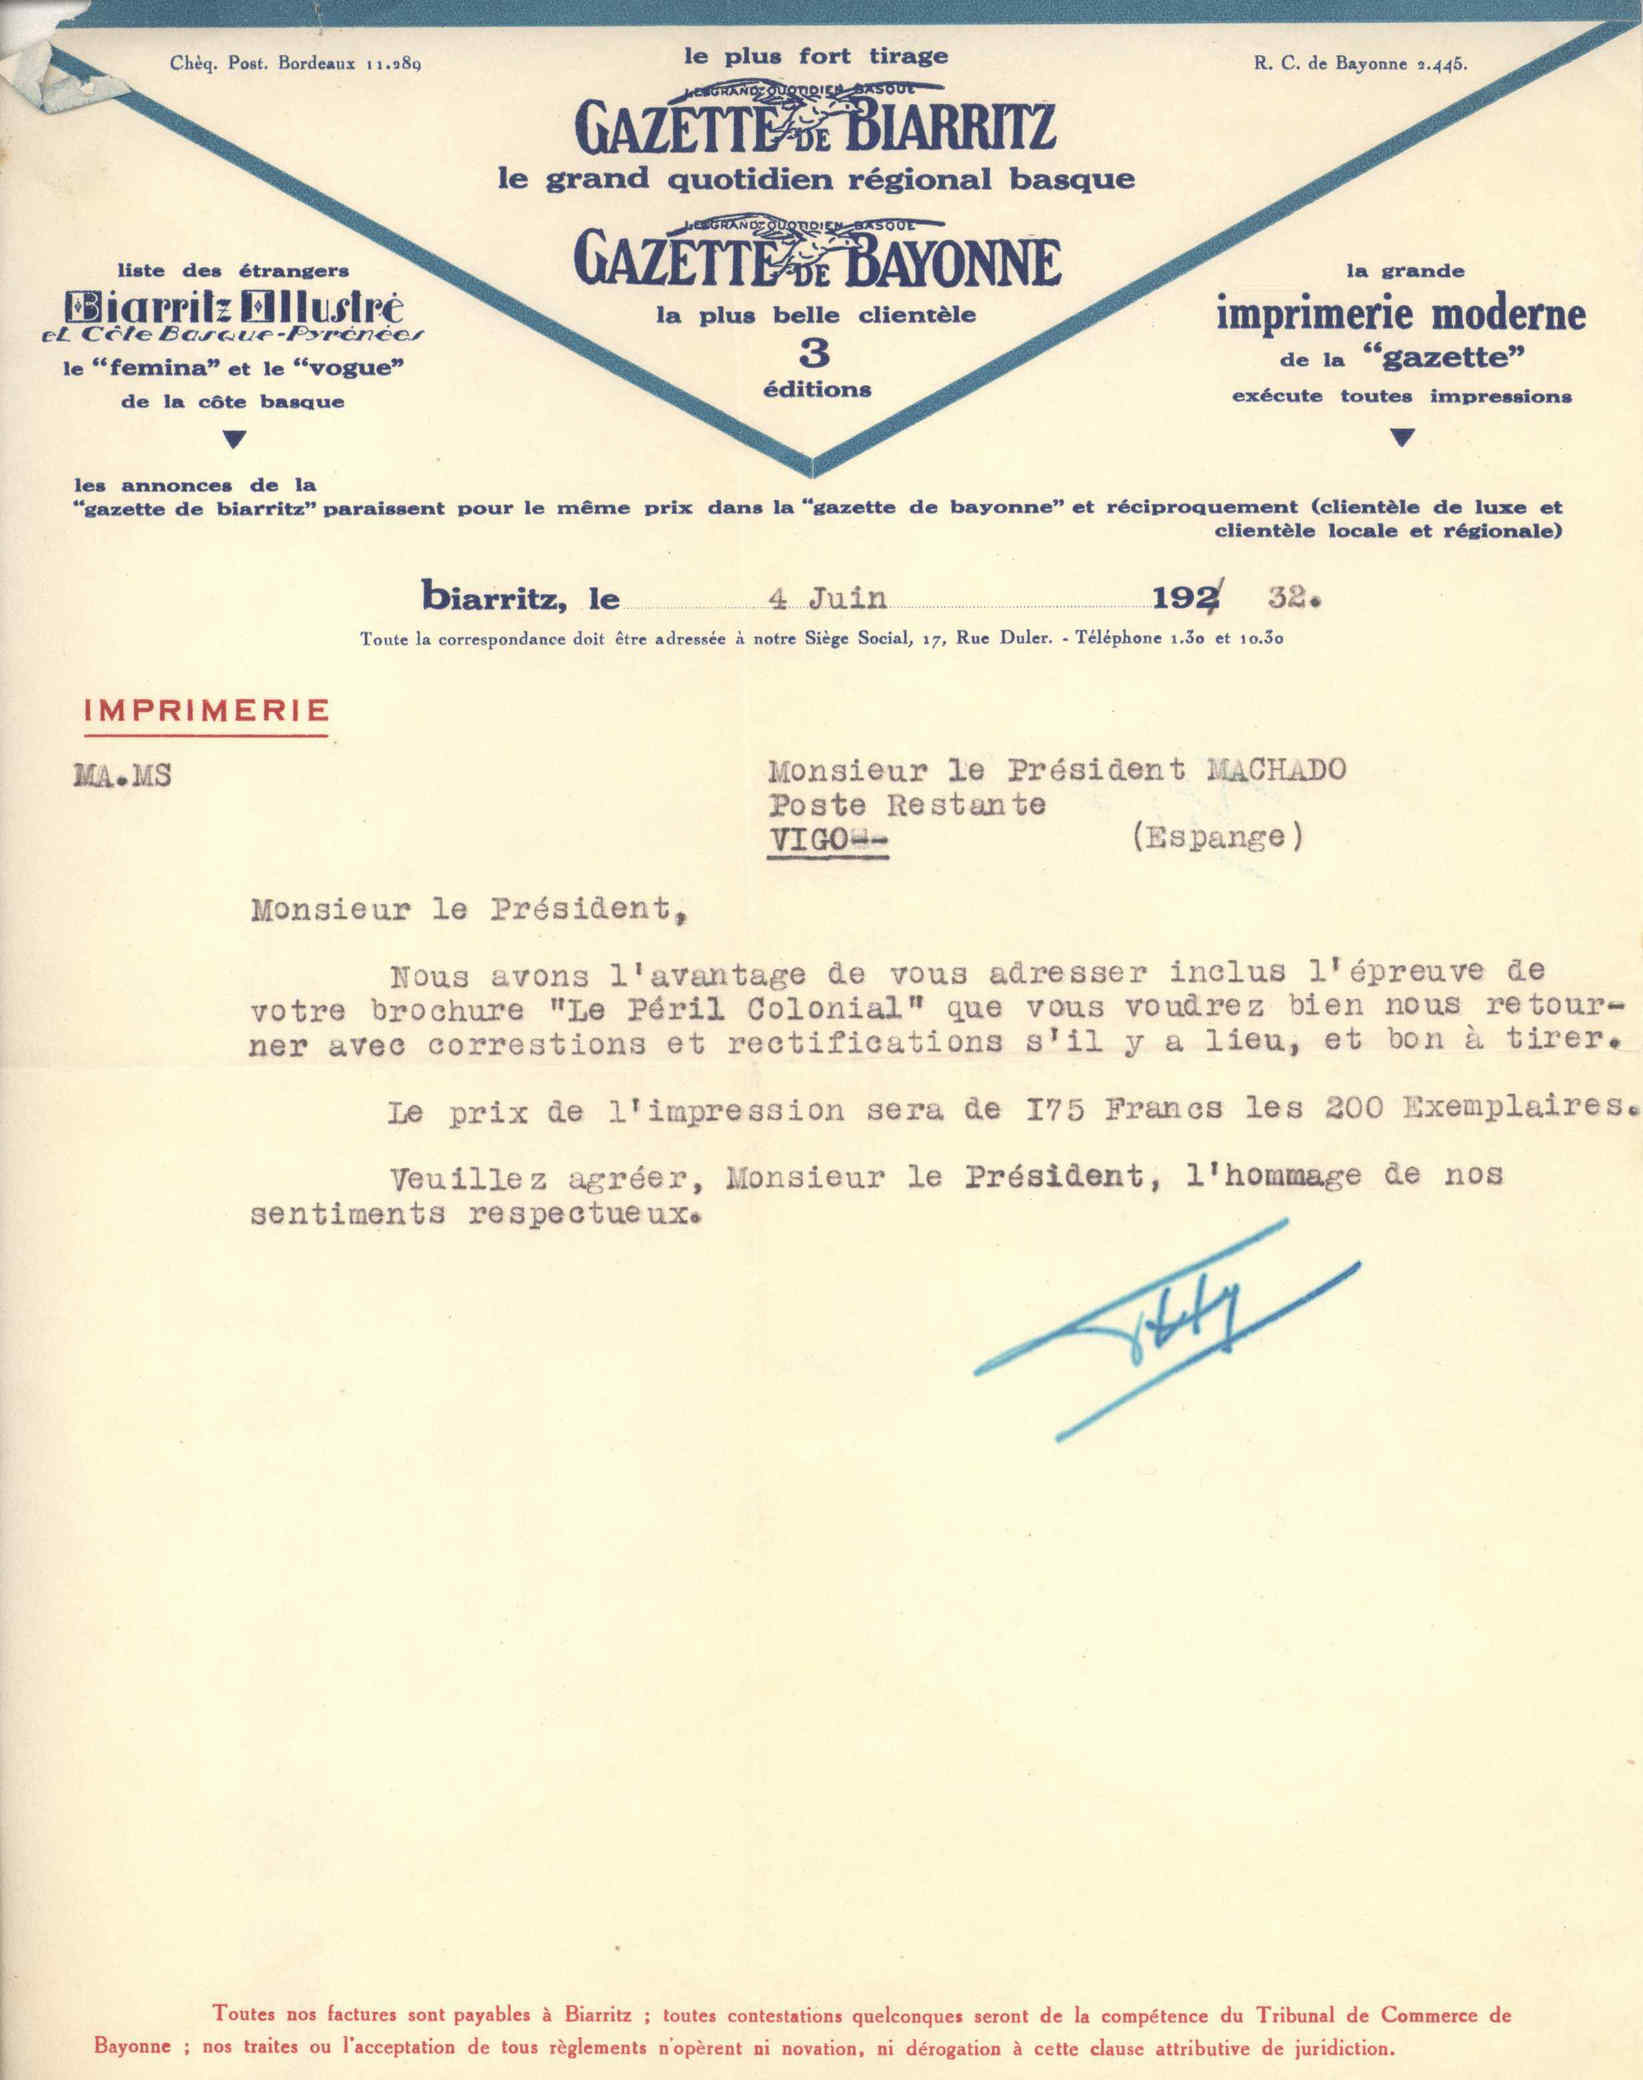 Chèq. Post. Bordeaux 11.289
le plus fort tirage
R. C. de Bayonne 2.445.
LE GRAND QUOTIDIEN BASQUE
GAZETTE DE BIARRITZ
le grand quotidien régional basque
LE GRAND QUOTIDIEN BASQUE
GAZETTE DE BAYONNE
la plus belle clientèle
3
éditions
liste des étrangers
Biarritz Illustré
et Côte Basque-Pyrénées
le “femina” et le “vogue”
de la côte basque
la grande
imprimerie moderne
de la “gazette”
exécute toutes impressions
les annonces de la
“gazette de biarritz” paraissent pour le même prix dans la “gazette de bayonne” et réciproquement (clientèle de luxe et
clientèle locale et régionale)
biarritz, le 4 Juin 192 32.
Toute la correspondance doit être adressée à notre Siège Social, 17, Rue Duler. - Téléphone 1.30 et 10.30
IMPRIMERIE
MA.MS
Monsieur le Président MACHADO
Poste Restante
VIGO-- (Espange)
Monsieur le Président,
Nous avons l'avantage de vous adresser inclus l'épreuve de
votre brochure "Le Péril Colonial" que vous voudrez bien nous retour-
ner avec correstions et rectifications s'il y a lieu, et bon à tirer.
Le prix de l'impression sera de I75 Francs les 200 Exemplaires.
Veuillez agréer, Monsieur le Président, l'hommage de nos
sentiments respectueux.
Toutes nos factures sont payables à Biarritz ; toutes contestations quelconques seront de la compétence du Tribunal de Commerce de
Bayonne ; nos traites ou l'acceptation de tous règlements n'opèrent ni novation, ni dérogation à cette clause attributive de juridiction.